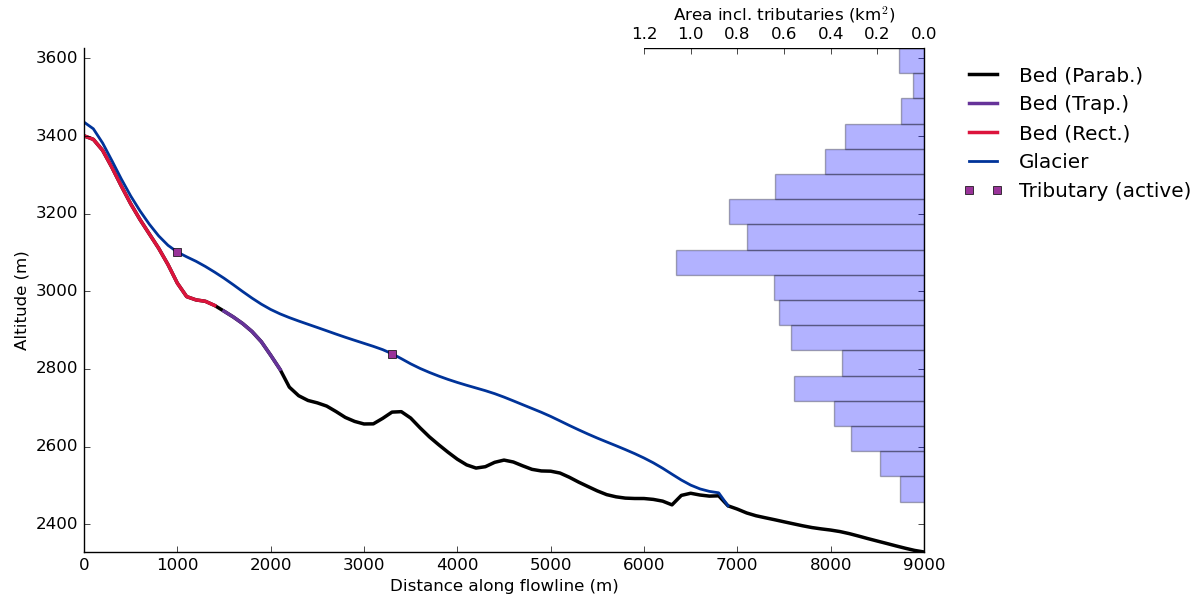 Area incl. tributaries (km²)
1.2 1.0 0.8 0.6 0.4 0.2 0.0
3600
3400
3200
3000
2800
2600
2400
Altitude (m)
0 1000 2000 3000 4000 5000 6000 7000 8000 9000
Distance along flowline (m)
Bed (Parab.)
Bed (Trap.)
Bed (Rect.)
Glacier
Tributary (active)